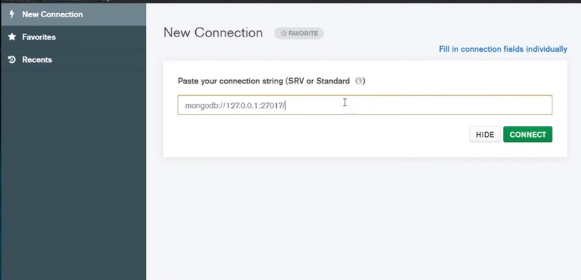 New Connection
Favorites
Recents
New Connection
FAVORITE
Fill in connection fields individually
Paste your connection string (SRV or Standard )
mongodb://127.0.0.1:27017/
HIDE
CONNECT